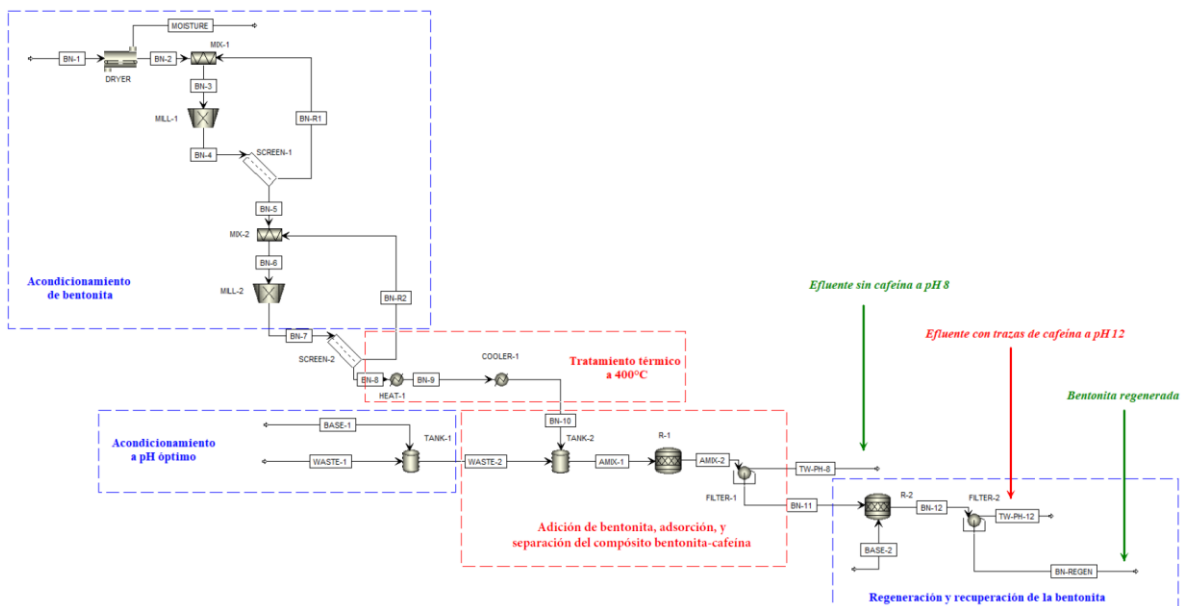 MOISTURE
MIX-1
BN-1
BN-2
DRYER
BN-3
MILL-1
BN-R1
BN-4
SCREEN-1
BN-5
MIX-2
BN-6
Acondicionamiento
de bentonita
MILL-2
BN-R2
BN-7
SCREEN-2
Efluente sin cafeína a pH 8
Efluente con trazas de cafeína a pH 12
Bentonita regenerada
COOLER-1
Tratamiento térmico
a 400°C
BN-8
BN-9
HEAT-1
BN-10
BASE-1
Acondicionamiento
a pH óptimo
TANK-1
TANK-2
R-1
WASTE-1
WASTE-2
AMIX-1
AMIX-2
TW-PH-8
FILTER-1
BN-11
Adición de bentonita, adsorción, y
separación del compósito bentonita-cafeína
R-2
BN-12
FILTER-2
TW-PH-12
BASE-2
BN-REGEN
Regeneración y recuperación de la bentonita